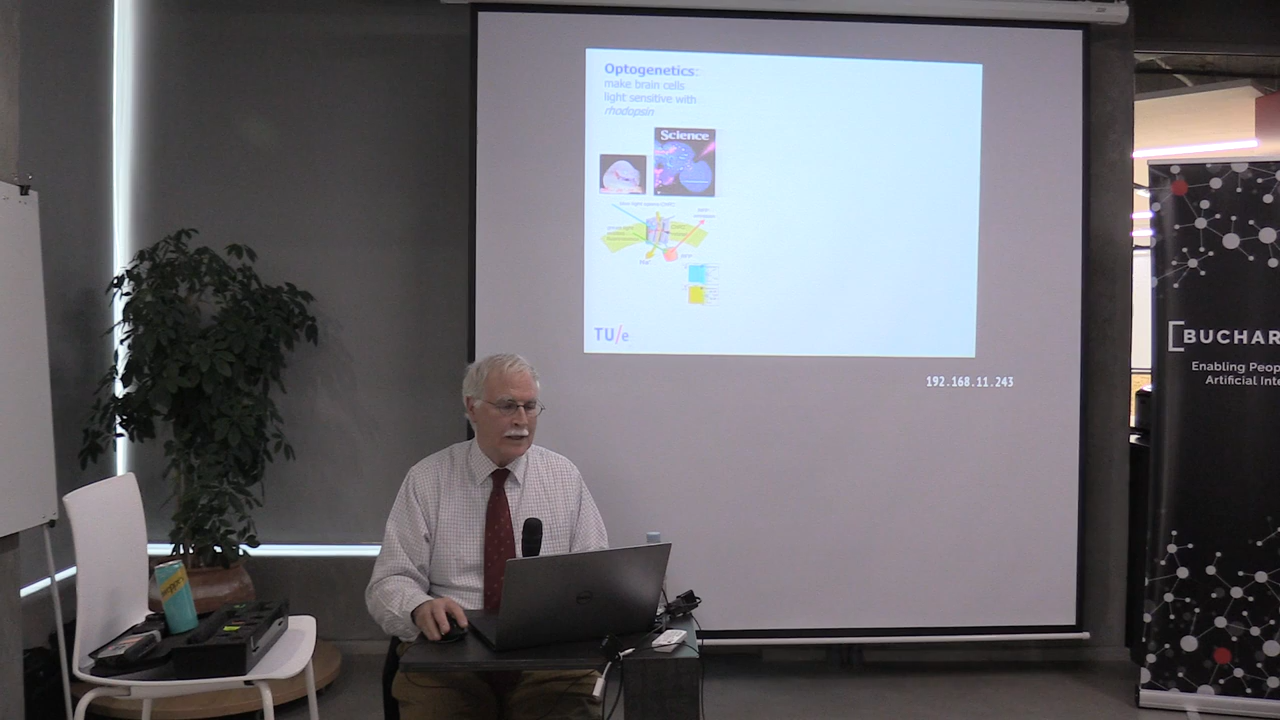 Optogenetics:
make brain cells
light sensitive with
rhodopsin
Science
TU/e
192.168.11.243
[BUCHAR
Enabling Peop
Artificial Inte
DELL